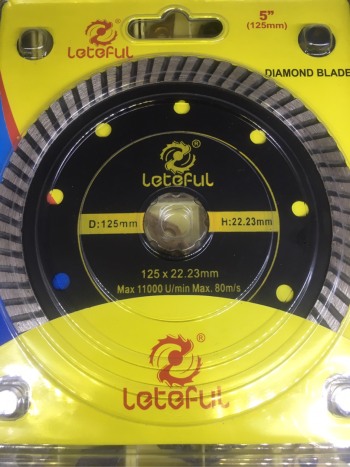 5"
(125mm)
Leteful
DIAMOND BLADE
®
Leteful
D:125mm H:22.23mm
125 x 22.23mm
Max 11000 U/min Max. 80m/s
®
Leteful